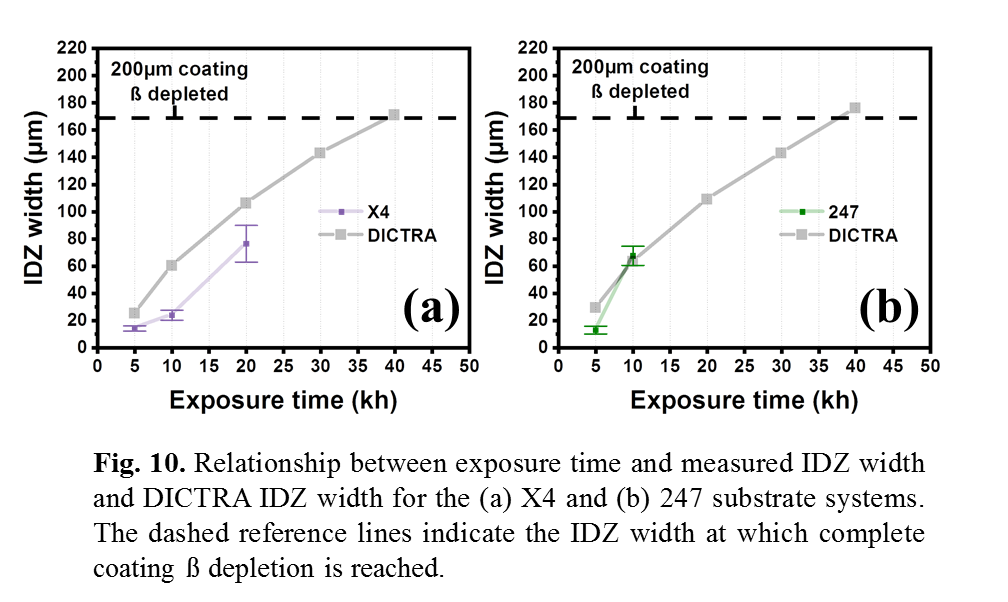 220
200
180
160
140
120
100
80
60
40
20
0
IDZ width (µm)
200µm coating
ß depleted
X4
DICTRA
(a)
0 5 10 15 20 25 30 35 40 45 50
Exposure time (kh)
220
200
180
160
140
120
100
80
60
40
20
0
IDZ width (µm)
200µm coating
ß depleted
247
DICTRA
(b)
0 5 10 15 20 25 30 35 40 45 50
Exposure time (kh)
Fig. 10. Relationship between exposure time and measured IDZ width
and DICTRA IDZ width for the (a) X4 and (b) 247 substrate systems.
The dashed reference lines indicate the IDZ width at which complete
coating ß depletion is reached.